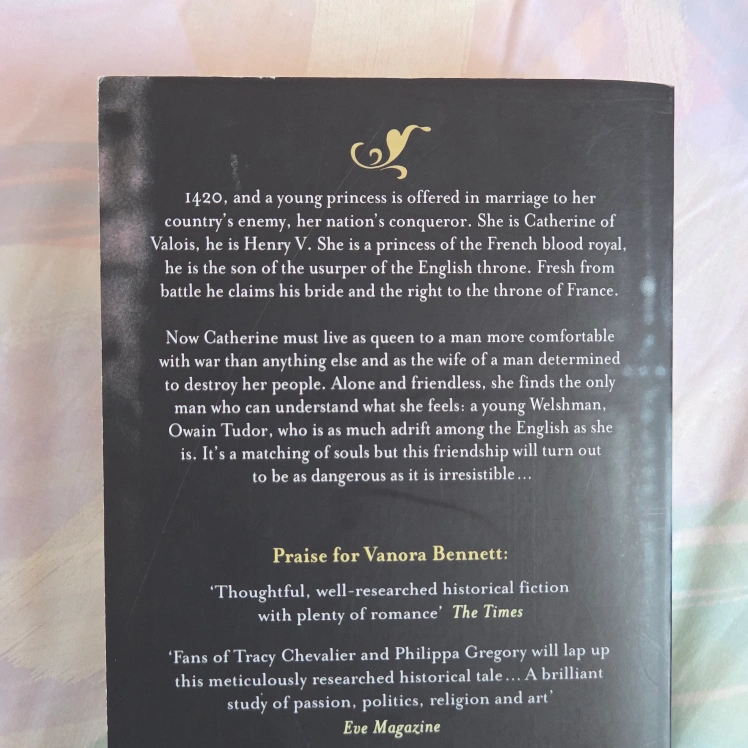 1420, and a young princess is offered in marriage to her
country's enemy, her nation's conqueror. She is Catherine of
Valois, he is Henry V. She is a princess of the French blood royal,
he is the son of the usurper of the English throne. Fresh from
battle he claims his bride and the right to the throne of France.
Now Catherine must live as queen to a man more comfortable
with war than anything else and as the wife of a man determined
to destroy her people. Alone and friendless, she finds the only
man who can understand what she feels: a young Welshman,
Owain Tudor, who is as much adrift among the English as she
is. It's a matching of souls but this friendship will turn out
to be as dangerous as it is irresistible...
Praise for Vanora Bennett:
'Thoughtful, well-researched historical fiction
with plenty of romance' The Times
'Fans of Tracy Chevalier and Philippa Gregory will lap up
this meticulously researched historical tale... A brilliant
study of passion, politics, religion and art'
Eve Magazine